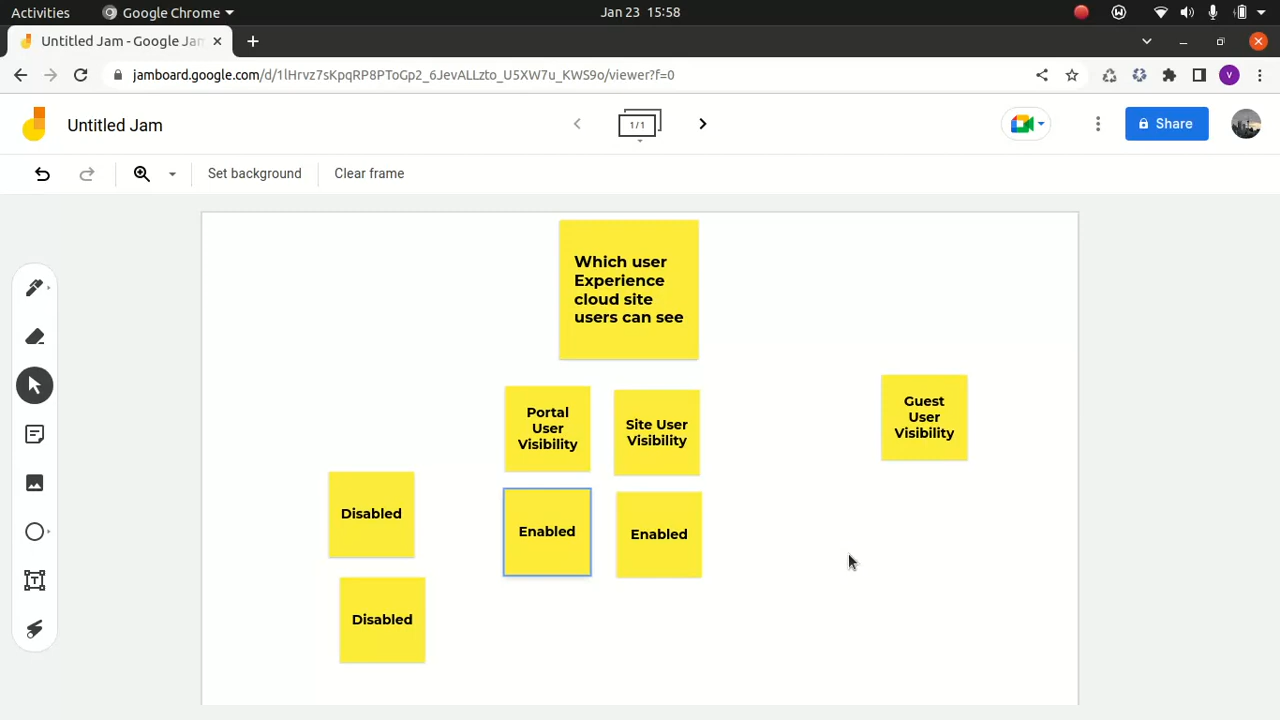 Activities
Google Chrome
Jan 23 15:58
Untitled Jam - Google Jam
jamboard.google.com/d/1lHrvz7sKpqRP8PToGp2_6JevALLzto_U5XW7u_KWS9o/viewer?f=0
V
Untitled Jam
1/1
Share
Set background
Clear frame
Which user
Experience
cloud site
users can see
Portal
User
Visibility
Site User
Visibility
Guest
User
Visibility
Disabled
Enabled
Enabled
Disabled